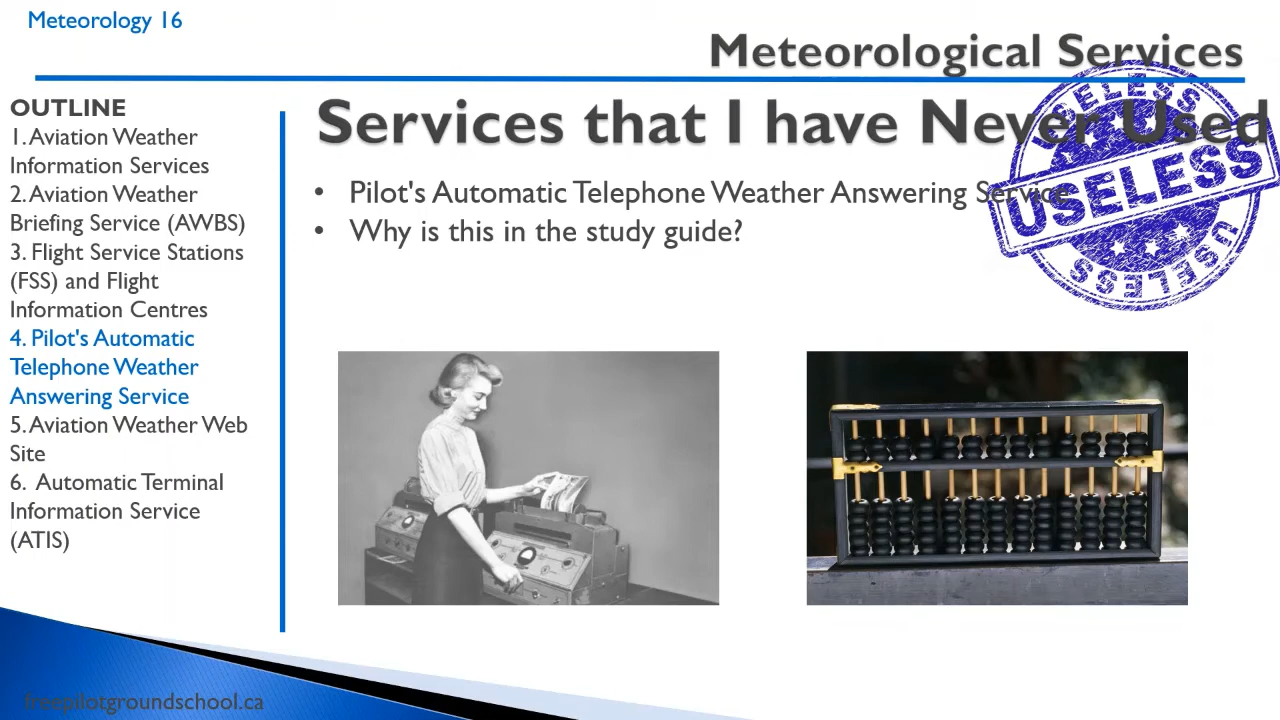 Meteorology 16
Meteorological Services
OUTLINE
1. Aviation Weather
Information Services
2. Aviation Weather
Briefing Service (AWBS)
3. Flight Service Stations
(FSS) and Flight
Information Centres
4. Pilot's Automatic
Telephone Weather
Answering Service
5. Aviation Weather Web
Site
6. Automatic Terminal
Information Service
(ATIS)
Services that I have Never Used
• Pilot's Automatic Telephone Weather Answering Service
• Why is this in the study guide?
USELESS
USELESS
USELESS
freepilotgroundschool.ca